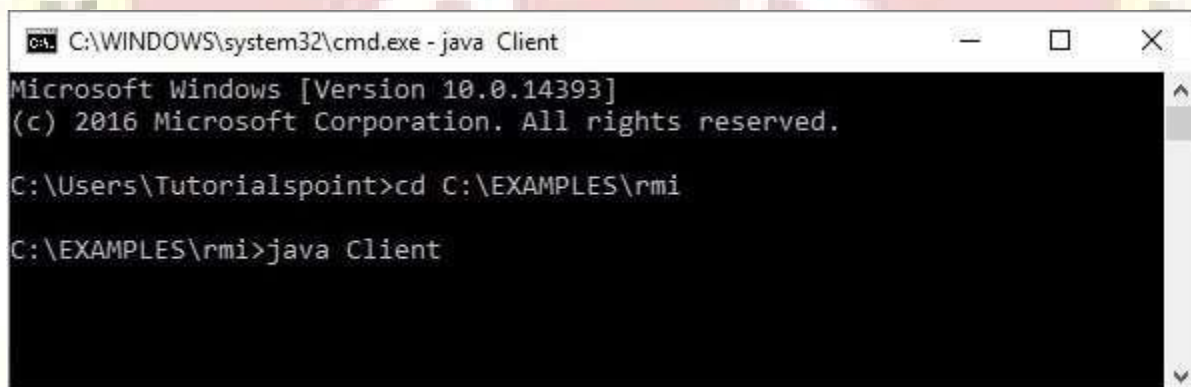 C:\WINDOWS\system32\cmd.exe - java  Client
Microsoft Windows [Version 10.0.14393]
(c) 2016 Microsoft Corporation. All rights reserved.
C:\Users\Tutorialspoint>cd C:\EXAMPLES\rmi
C:\EXAMPLES\rmi>java Client